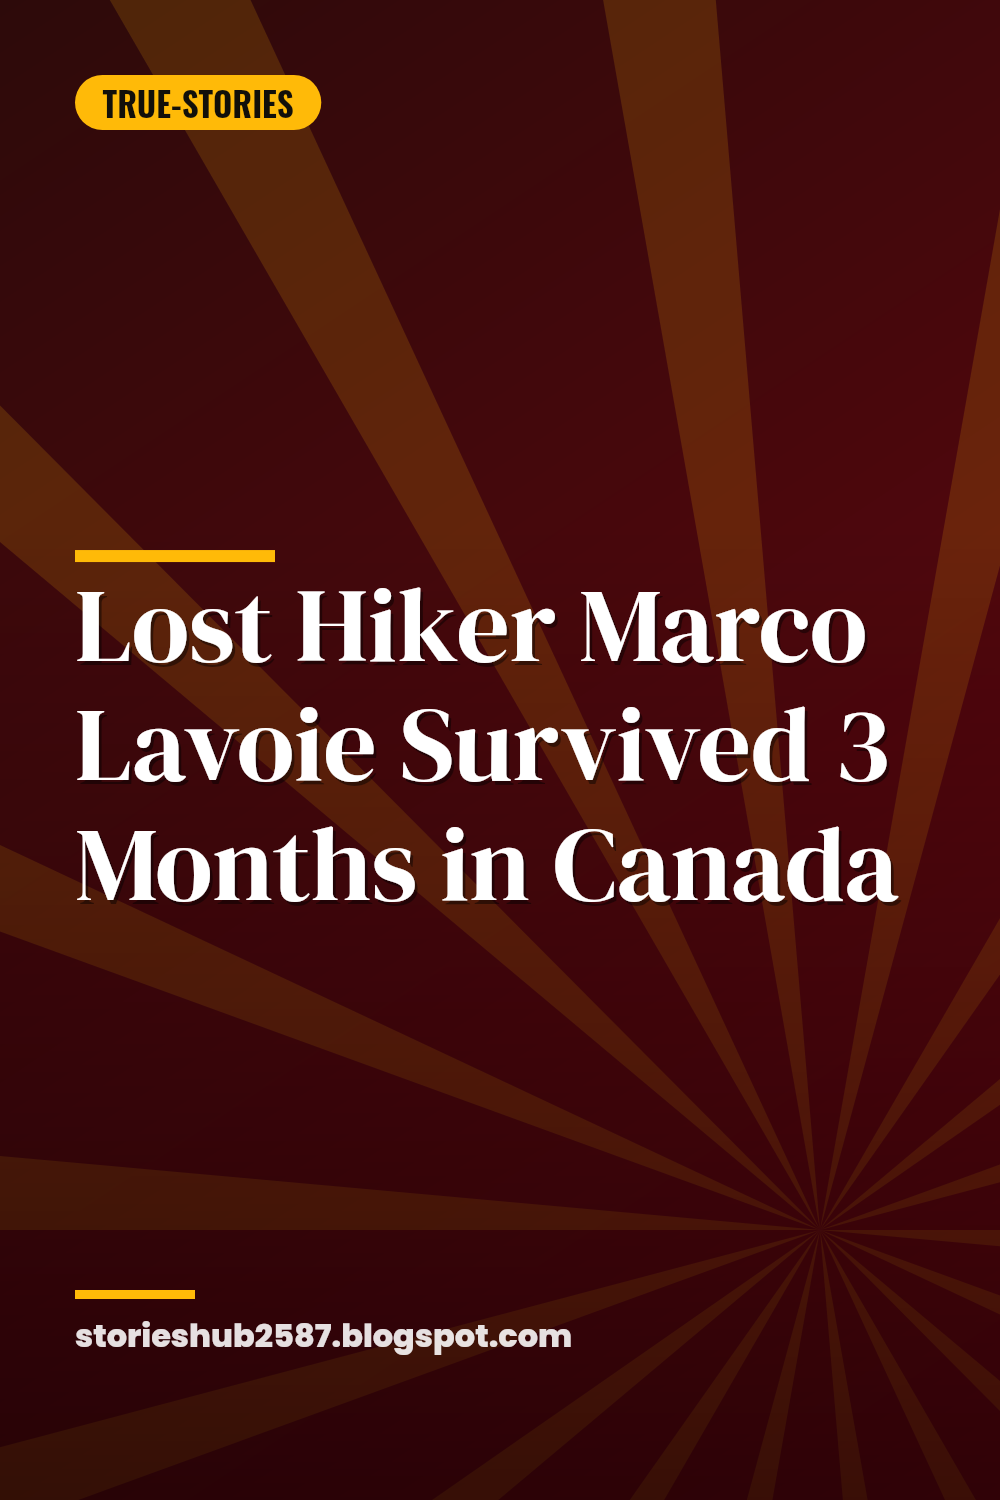 TRUE-STORIES
Lost Hiker Marco
Lavoie Survived 3
Months in Canada
storieshub2587.blogspot.com